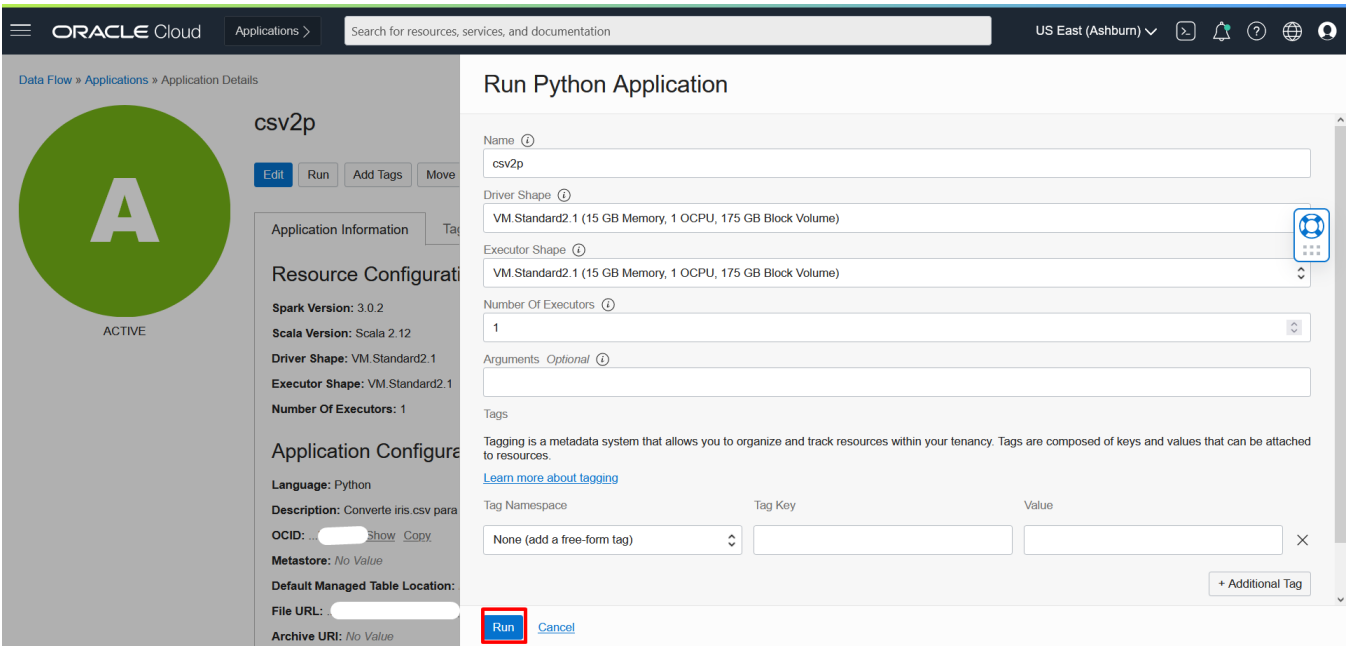 ORACLE Cloud
Applications >
Search for resources, services, and documentation
US East (Ashburn)
Data Flow » Applications » Application Details
A
ACTIVE
csv2p
Edit
Run
Add Tags
Move
Application Information
Resource Configurati
Spark Version: 3.0.2
Scala Version: Scala 2.12
Driver Shape: VM.Standard2.1
Executor Shape: VM.Standard2.1
Number Of Executors: 1
Application Configura
Language: Python
Description: Converte iris.csv para
OCID: ... Show Copy
Metastore: No Value
Default Managed Table Location:
File URL: .
Archive URI: No Value
Run Python Application
Name
csv2p
Driver Shape
VM.Standard2.1 (15 GB Memory, 1 OCPU, 175 GB Block Volume)
Executor Shape
VM.Standard2.1 (15 GB Memory, 1 OCPU, 175 GB Block Volume)
Number Of Executors
1
Arguments Optional
Tags
Tagging is a metadata system that allows you to organize and track resources within your tenancy. Tags are composed of keys and values that can be attached
to resources.
Learn more about tagging
Tag Namespace
Tag Key
Value
None (add a free-form tag)
+ Additional Tag
Run
Cancel